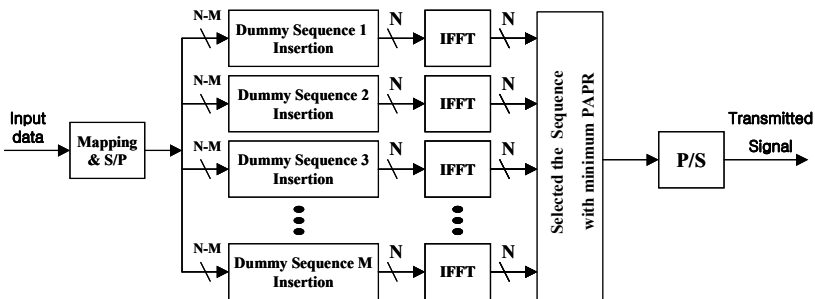 N-M
Dummy Sequence 1
Insertion
N
IFFT
N
N-M
Dummy Sequence 2
Insertion
N
IFFT
N
Input
data
Mapping
& S/P
N-M
Dummy Sequence 3
Insertion
N
IFFT
N
N-M
Dummy Sequence M
Insertion
N
IFFT
N
Selected the Sequence
with minimum PAPR
P/S
Transmitted
Signal